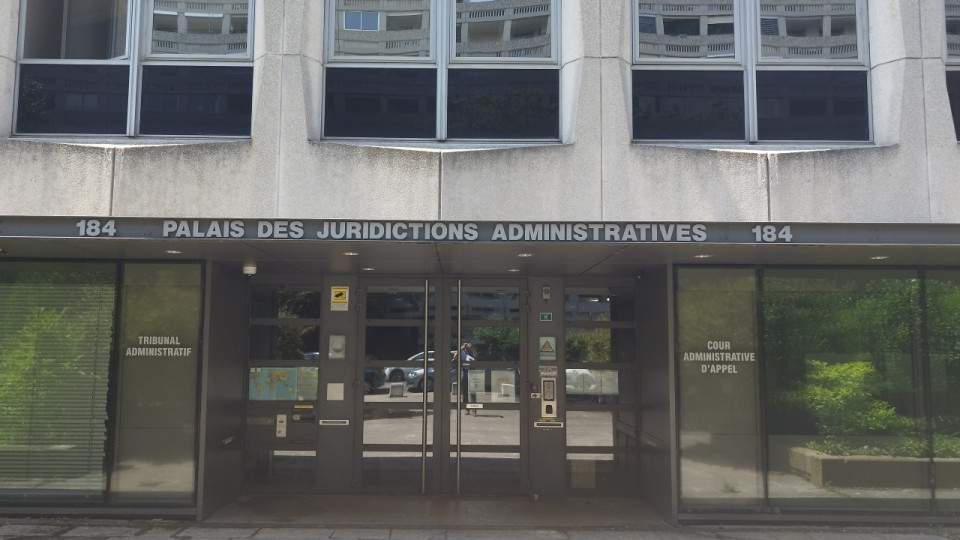 184 PALAIS DES JURIDICTIONS ADMINISTRATIVES 184
TRIBUNAL
ADMINISTRATIF
COUR
ADMINISTRATIVE
D'APPEL